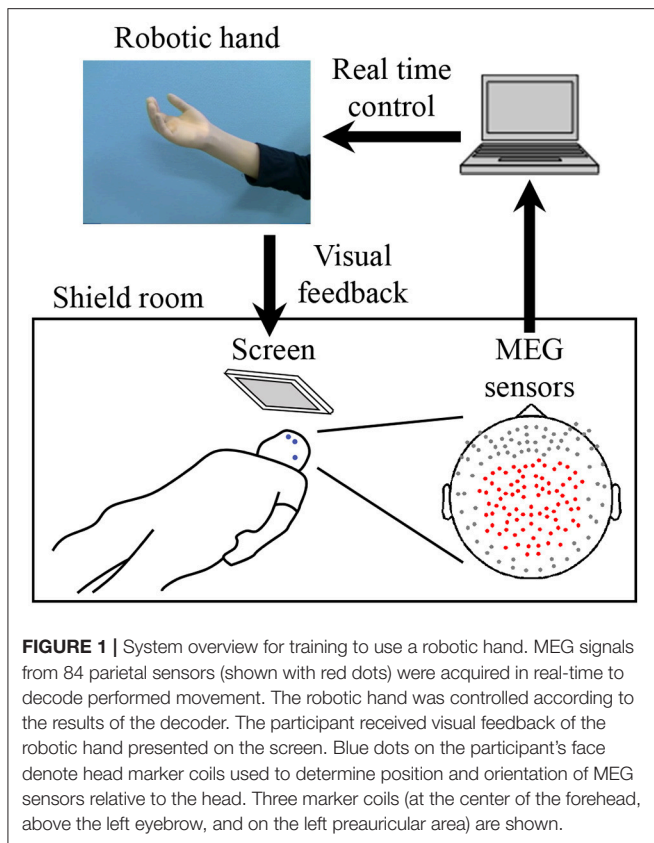 Robotic hand
Real time
control
Visual
feedback
Shield room
Screen
MEG
sensors
FIGURE 1 | System overview for training to use a robotic hand. MEG signals
from 84 parietal sensors (shown with red dots) were acquired in real-time to
decode performed movement. The robotic hand was controlled according to
the results of the decoder. The participant received visual feedback of the
robotic hand presented on the screen. Blue dots on the participant's face
denote head marker coils used to determine position and orientation of MEG
sensors relative to the head. Three marker coils (at the center of the forehead,
above the left eyebrow, and on the left preauricular area) are shown.